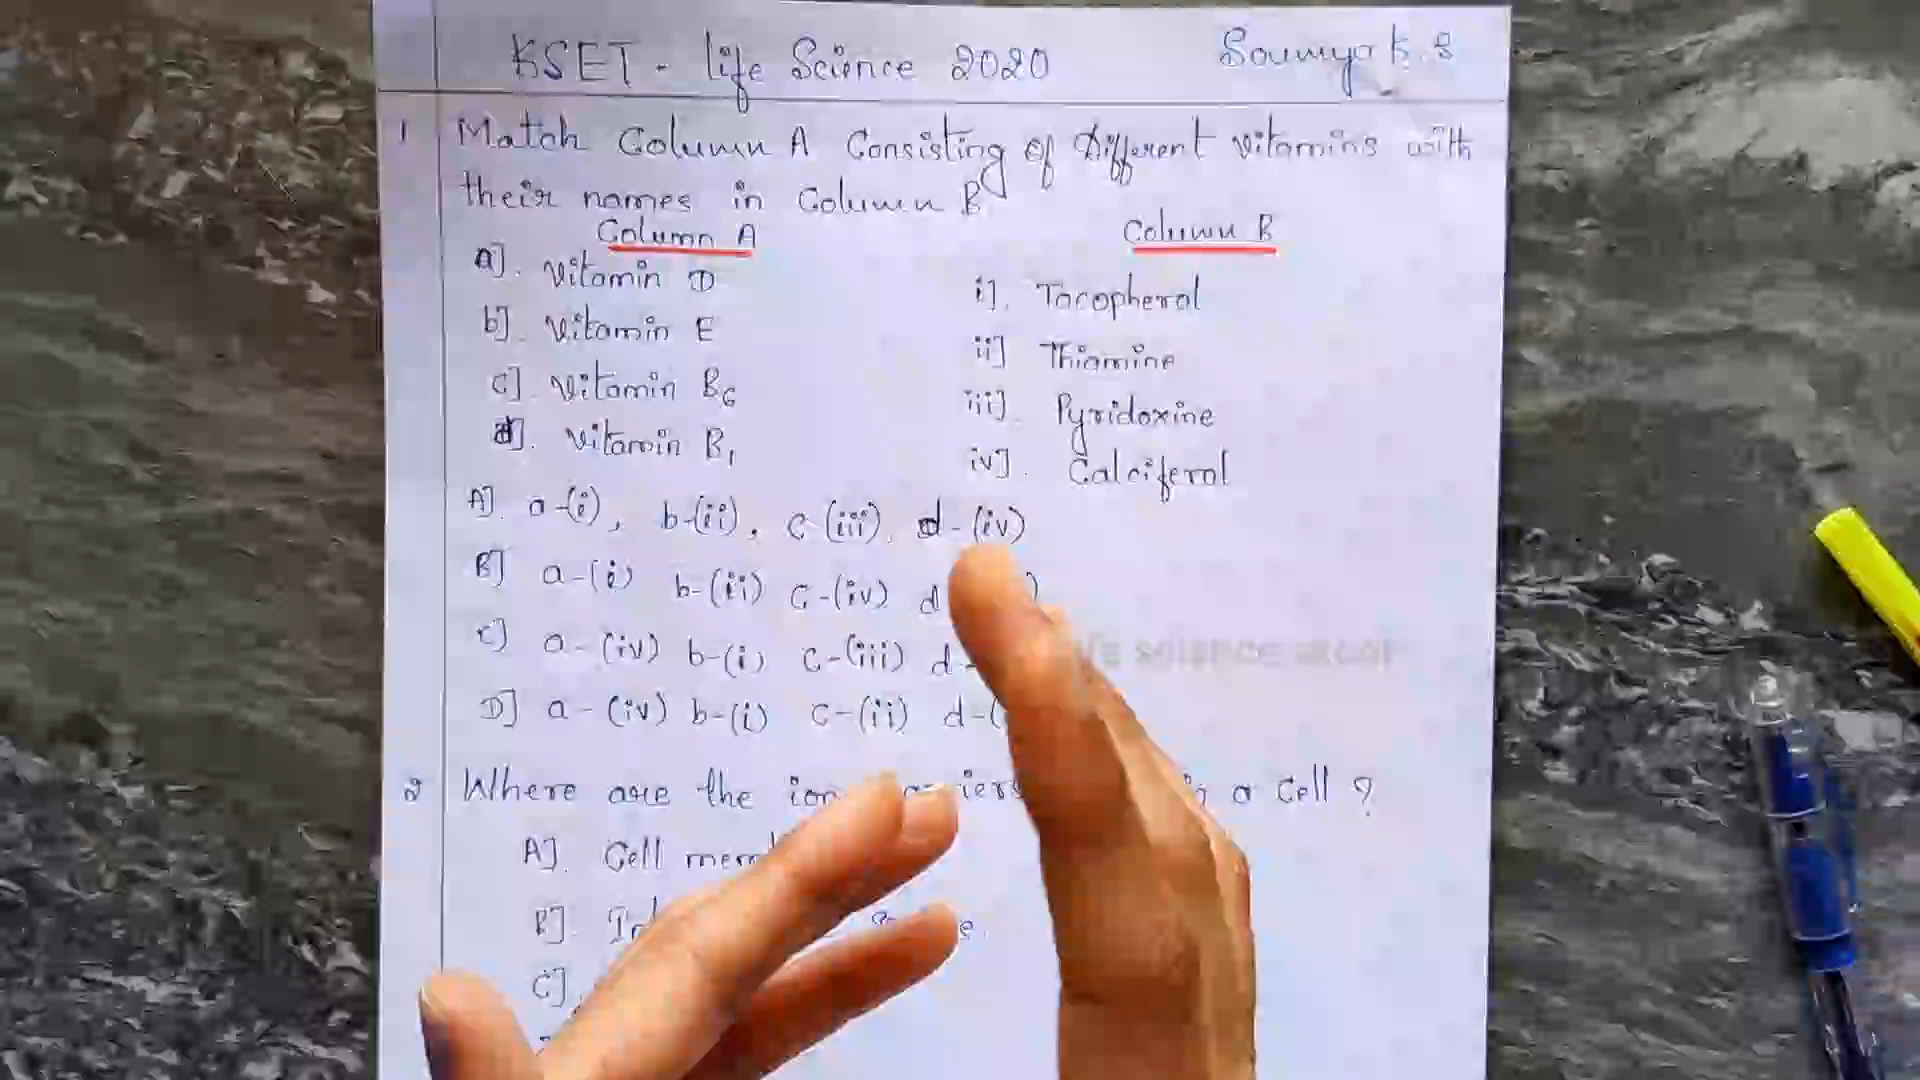 KSET - Life Science 2020 Soumya K.S
1 Match Column A Consisting of Different vitamins with
their names in Column B
Column A Column B
a]. Vitamin D
i]. Tocopherol
b]. Vitamin E
ii] Thiamine
c]. Vitamin B6
iii]. Pyridoxine
d]. Vitamin B1
iv]. Calciferol
A]. a-(i), b-(ii), c-(iii), d-(iv)
B] a-(i) b-(ii) c-(iv) d
C] a-(iv) b-(i) c-(iii) d-
D] a-(iv) b-(i) c-(ii) d-(
2 Where are the ion a cell ?
A]. Cell
B].
C]